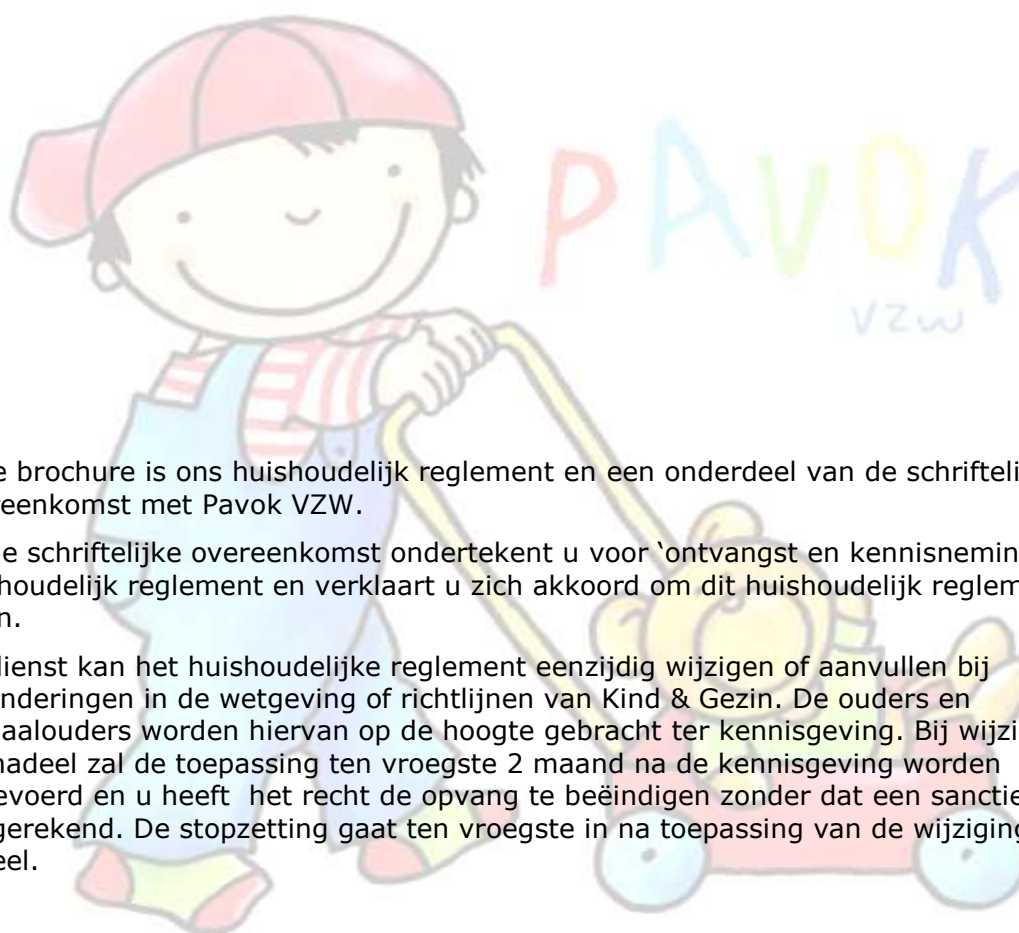 PAVOK
vzw
e brochure is ons huishoudelijk reglement en een onderdeel van de schrifteli
reenkomst met Pavok VZW.
e schriftelijke overeenkomst ondertekent u voor ‘ontvangst en kennisnemin
houdelijk reglement en verklaart u zich akkoord om dit huishoudelijk reglem
n.
ienst kan het huishoudelijke reglement eenzijdig wijzigen of aanvullen bij
nderingen in de wetgeving of richtlijnen van Kind & Gezin. De ouders en
aalouders worden hiervan op de hoogte gebracht ter kennisgeving. Bij wijzi
nadeel zal de toepassing ten vroegste 2 maand na de kennisgeving worden
evoerd en u heeft  het recht de opvang te beëindigen zonder dat een sanctie
gerekend. De stopzetting gaat ten vroegste in na toepassing van de wijziging
eel.